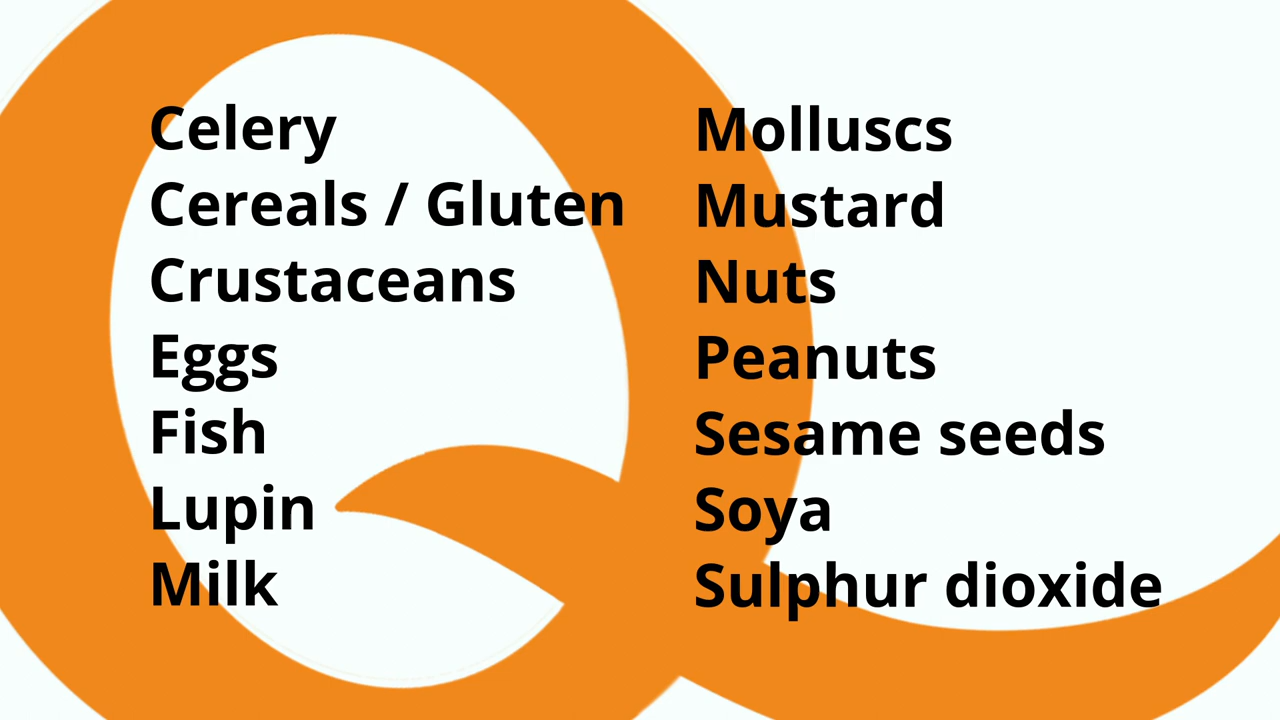 Celery
Cereals / Gluten
Crustaceans
Eggs
Fish
Lupin
Milk
Molluscs
Mustard
Nuts
Peanuts
Sesame seeds
Soya
Sulphur dioxide